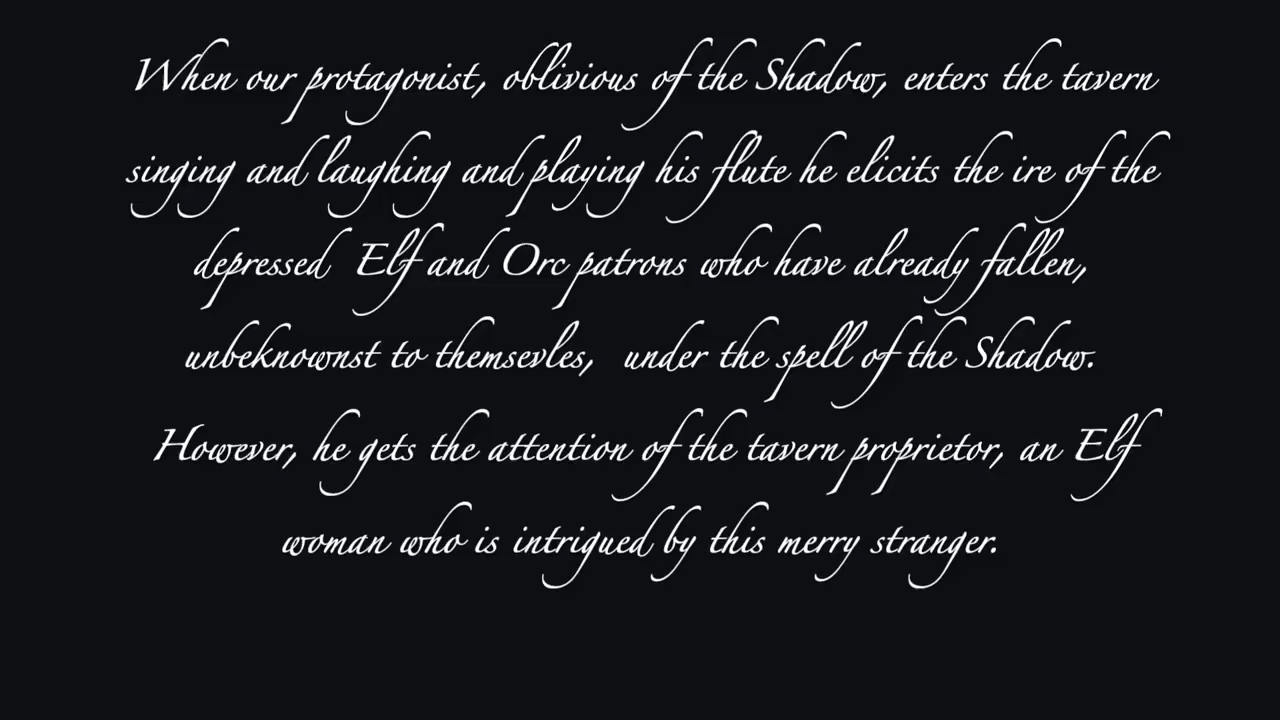 When our protagonist, oblivious of the Shadow, enters the tavern
singing and laughing and playing his flute he elicits the ire of the
depressed  Elf and Orc patrons who have already fallen,
unbeknownst to themsevles,  under the spell of the Shadow.
However, he gets the attention of the tavern proprietor, an Elf
woman who is intrigued by this merry stranger.